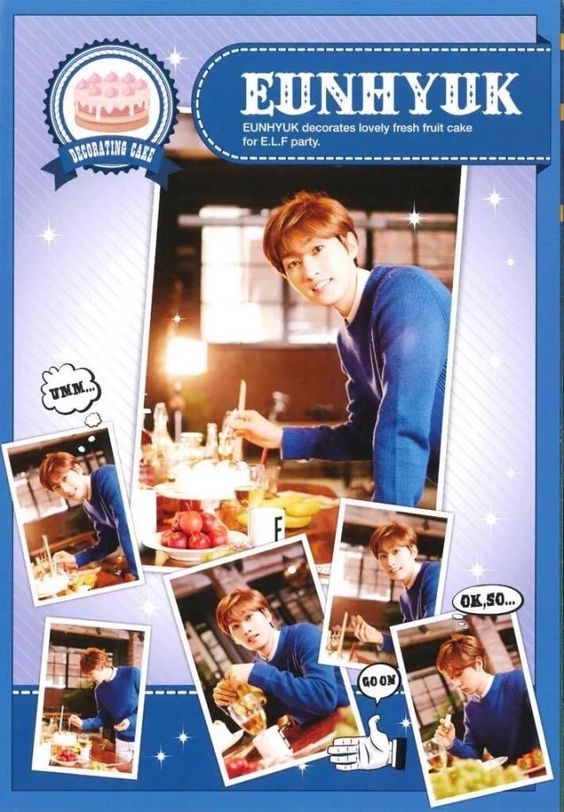 DECORATING CAKE
EUNHYUK
EUNHYUK decorates lovely fresh fruit cake
for E.L.F party.
UMM...
E
OK,SO...
GO ON